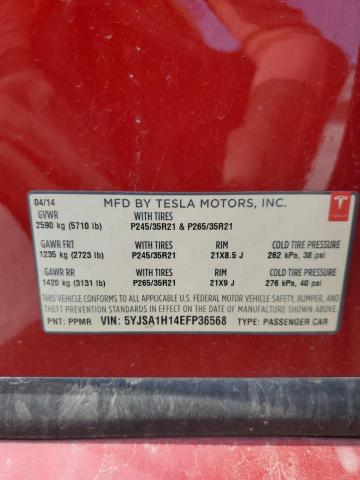 04/14 MFD BY TESLA MOTORS, INC.
GVWR WITH TIRES
2590 kg (5710 lb) P245/35R21 & P265/35R21
GAWR FRT WITH TIRES RIM COLD TIRE PRESSURE
1235 kg (2723 lb) P245/35R21 21X8.5 J 262 kPa, 38 psi
GAWR RR WITH TIRES RIM COLD TIRE PRESSURE
1420 kg (3131 lb) P265/35R21 21X9 J 276 kPa, 40 psi
THIS VEHICLE CONFORMS TO ALL APPLICABLE U.S. FEDERAL MOTOR VEHICLE SAFETY, BUMPER, AND
THEFT PREVENTION STANDARDS IN EFFECT ON THE DATE OF MANUFACTURE SHOWN ABOVE.
PNT: PPMR VIN: 5YJSA1H14EFP36568 TYPE: PASSENGER CAR
TESLA